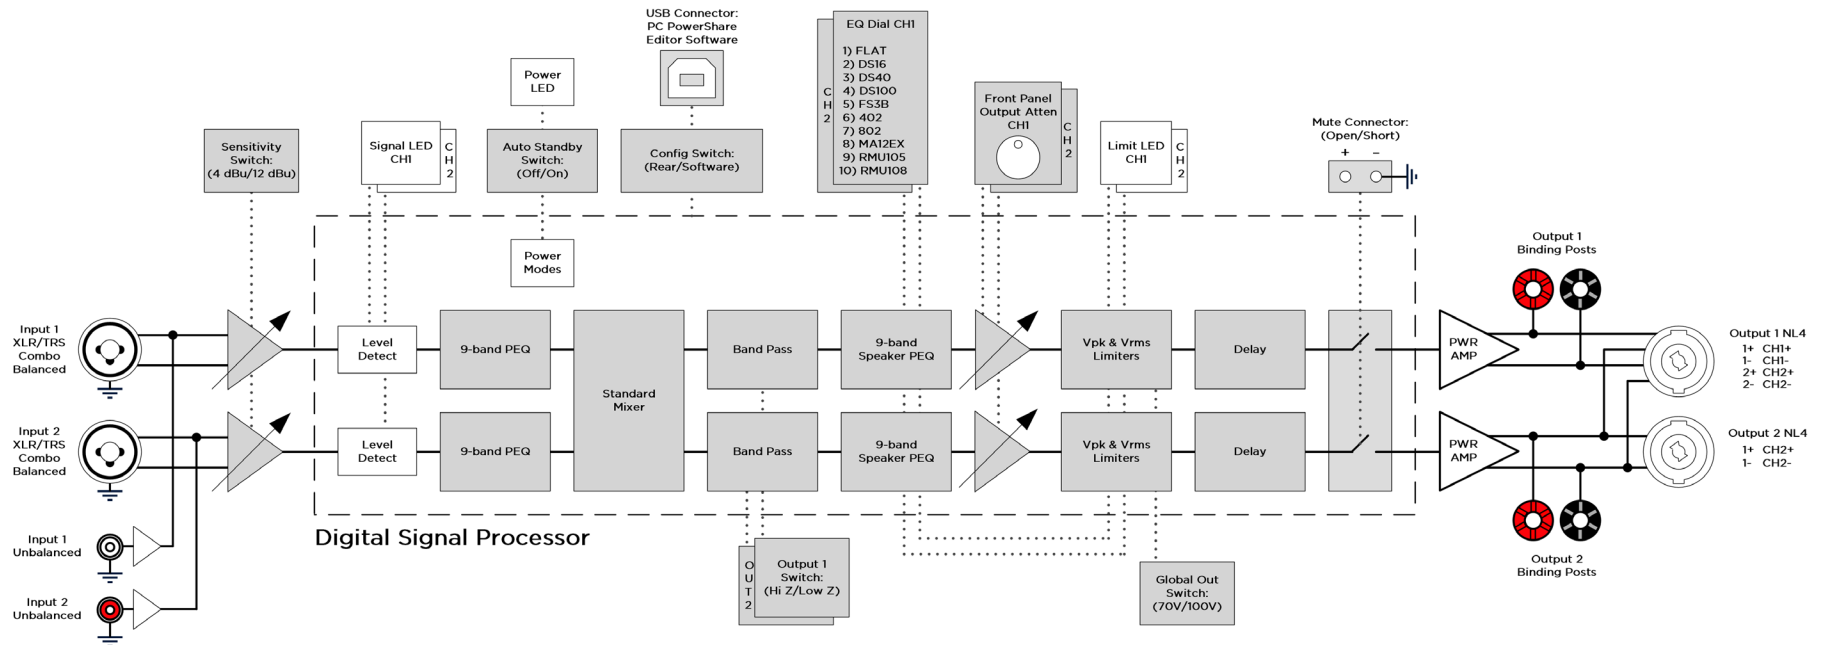 USB Connector:
PC PowerShare
Editor Software
EQ Dial CH1
1) FLAT
2) DS16
3) DS40
4) DS100
5) FS3B
6) 402
7) 802
8) MA12EX
9) RMU105
10) RMU108
CH2
Power
LED
Front Panel
Output Atten
CH1
CH2
Sensitivity
Switch:
(4 dBu/12 dBu)
Signal LED
CH1
CH2
Auto Standby
Switch:
(Off/On)
Config Switch:
(Rear/Software)
Limit LED
CH1
CH2
Mute Connector:
(Open/Short)
+ −
Power
Modes
Output 1
Binding Posts
Input 1
XLR/TRS
Combo
Balanced
Level
Detect
9-band PEQ
Standard
Mixer
Band Pass
9-band
Speaker PEQ
Vpk & Vrms
Limiters
Delay
PWR
AMP
Output 1 NL4
1+ CH1+
1- CH1-
2+ CH2+
2- CH2-
Input 2
XLR/TRS
Combo
Balanced
Level
Detect
9-band PEQ
Band Pass
9-band
Speaker PEQ
Vpk & Vrms
Limiters
Delay
PWR
AMP
Output 2 NL4
1+ CH2+
1- CH2-
Digital Signal Processor
Input 1
Unbalanced
Input 2
Unbalanced
OUT2
Output 1
Switch:
(Hi Z/Low Z)
Global Out
Switch:
(70V/100V)
Output 2
Binding Posts